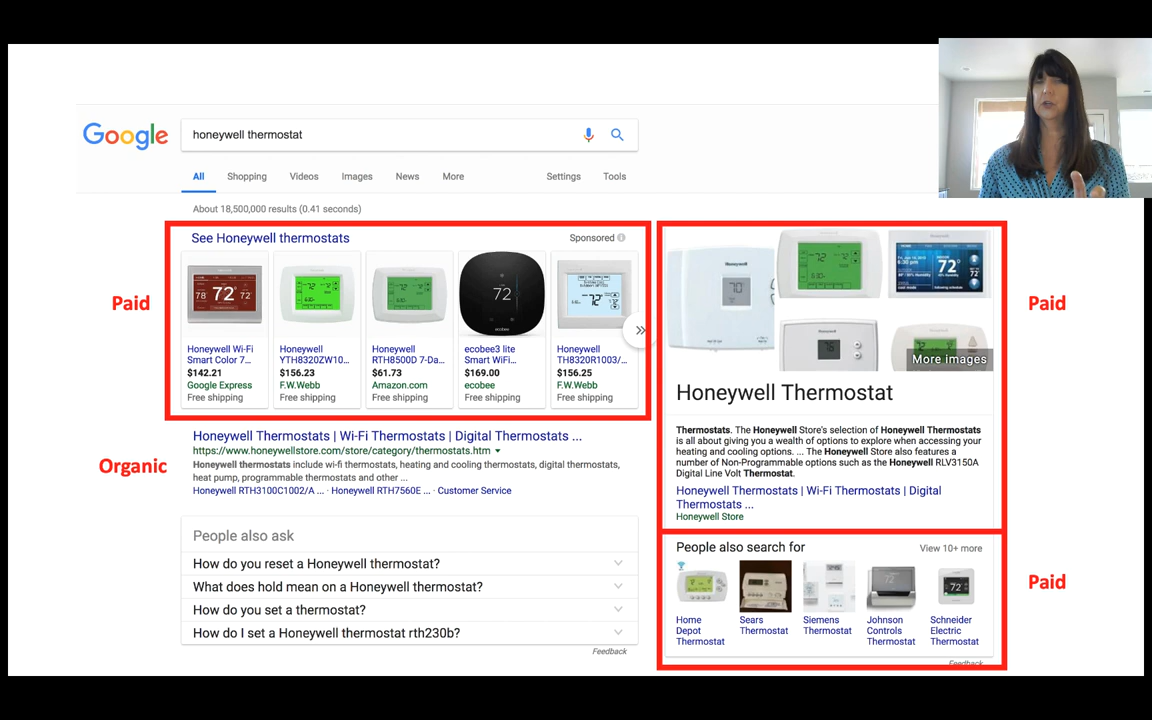 Google
honeywell thermostat
All Shopping Videos Images News More Settings Tools
About 18,500,000 results (0.41 seconds)
Paid
See Honeywell thermostats Sponsored
Honeywell Wi-Fi
Smart Color 7...
$142.21
Google Express
Free shipping
Honeywell
YTH8320ZW10...
$156.23
F.W.Webb
Free shipping
Honeywell
RTH8500D 7-Da...
$61.73
Amazon.com
Free shipping
72
ecobee
ecobee3 lite
Smart WiFi...
$169.00
ecobee
Free shipping
Honeywell
TH8320R1003/...
$156.25
F.W.Webb
Free shipping
Organic
Honeywell Thermostats | Wi-Fi Thermostats | Digital Thermostats ...
https://www.honeywellstore.com/store/category/thermostats.htm
Honeywell thermostats include wi-fi thermostats, heating and cooling thermostats, digital thermostats,
heat pump, programmable thermostats and other ...
Honeywell RTH3100C1002/A ... · Honeywell RTH7560E ... · Customer Service
People also ask
How do you reset a Honeywell thermostat?
What does hold mean on a Honeywell thermostat?
How do you set a thermostat?
How do I set a Honeywell thermostat rth230b?
Feedback
Paid
More images
Honeywell Thermostat
Thermostats. The Honeywell Store's selection of Honeywell Thermostats
is all about giving you a wealth of options to explore when accessing your
heating and cooling options. ... The Honeywell Store also features a
number of Non-Programmable options such as the Honeywell RLV3150A
Digital Line Volt Thermostat.
Honeywell Thermostats | Wi-Fi Thermostats | Digital
Thermostats ...
Honeywell Store
Paid
People also search for View 10+ more
Home
Depot
Thermostat
Sears
Thermostat
Siemens
Thermostat
Johnson
Controls
Thermostat
Schneider
Electric
Thermostat
Feedback